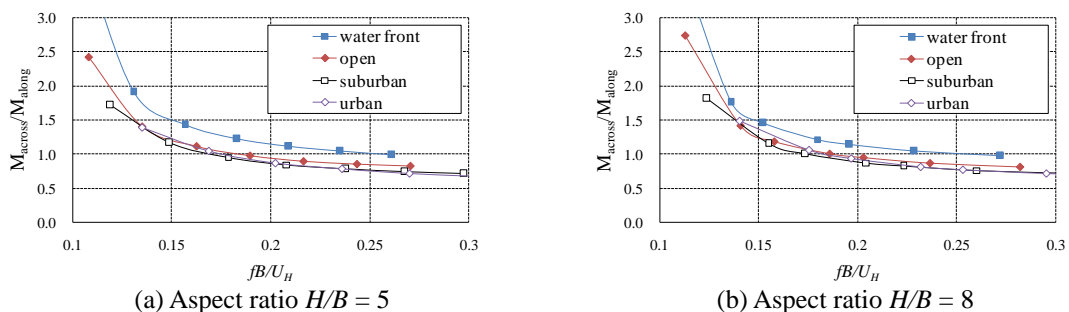 3.0
2.5
2.0
1.5
1.0
0.5
0.0
M_across/M_along
water front
open
suburban
urban
0.1 0.15 0.2 0.25 0.3
fB/U_H
(a) Aspect ratio H/B = 5
3.0
2.5
2.0
1.5
1.0
0.5
0.0
M_across/M_along
water front
open
suburban
urban
0.1 0.15 0.2 0.25 0.3
fB/U_H
(b) Aspect ratio H/B = 8